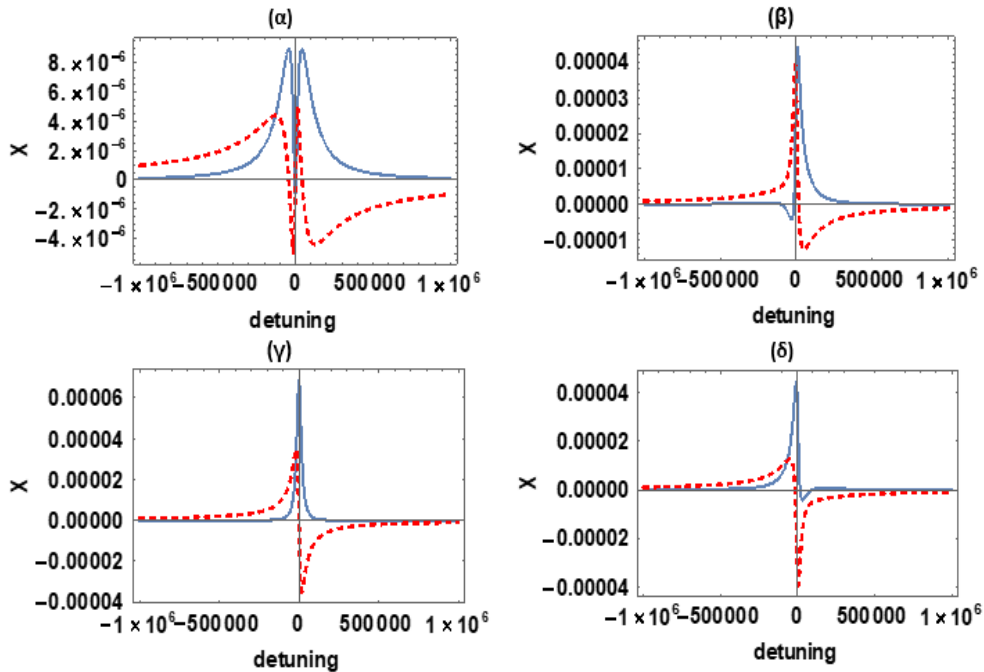 (α)
8.×10⁻⁶
6.×10⁻⁶
4.×10⁻⁶
2.×10⁻⁶
0
−2.×10⁻⁶
−4.×10⁻⁶
X
−1×10⁶ −500000 0 500000 1×10⁶
detuning
(β)
0.00004
0.00003
0.00002
0.00001
0.00000
−0.00001
X
−1×10⁶ −500000 0 500000 1×10⁶
detuning
(γ)
0.00006
0.00004
0.00002
0.00000
−0.00002
−0.00004
X
−1×10⁶ −500000 0 500000 1×10⁶
detuning
(δ)
0.00004
0.00002
0.00000
−0.00002
−0.00004
X
−1×10⁶ −500000 0 500000 1×10⁶
detuning